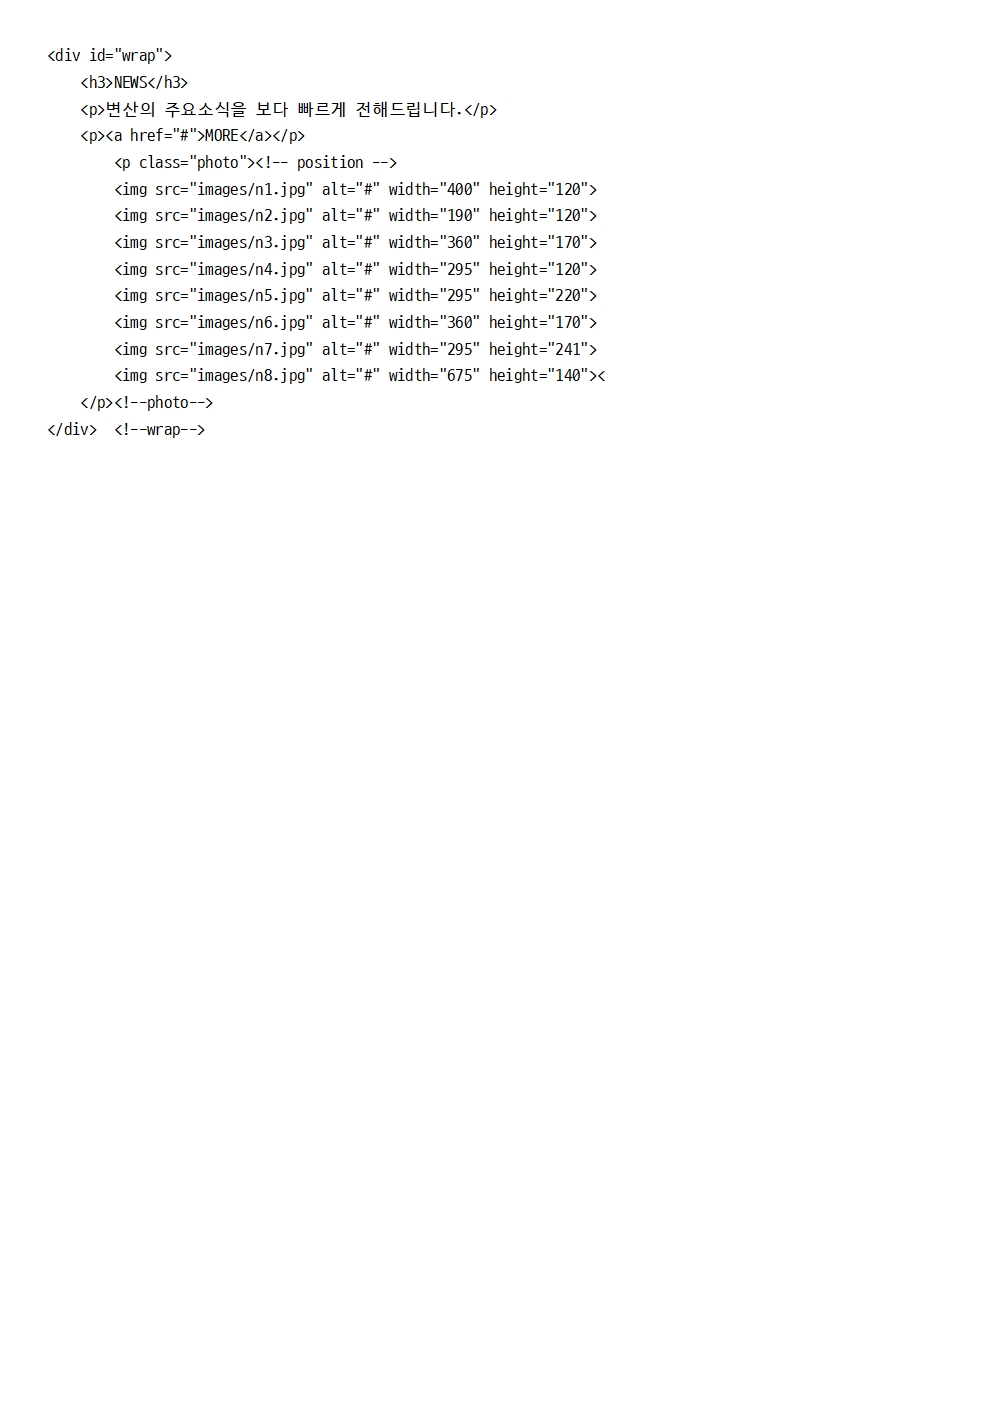 <div id="wrap">
    <h3>NEWS</h3>
    <p>변산의 주요소식을 보다 빠르게 전해드립니다.</p>
    <p><a href="#">MORE</a></p>
        <p class="photo"><!-- position -->
        <img src="images/n1.jpg" alt="#" width="400" height="120">
        <img src="images/n2.jpg" alt="#" width="190" height="120">
        <img src="images/n3.jpg" alt="#" width="360" height="170">
        <img src="images/n4.jpg" alt="#" width="295" height="120">
        <img src="images/n5.jpg" alt="#" width="295" height="220">
        <img src="images/n6.jpg" alt="#" width="360" height="170">
        <img src="images/n7.jpg" alt="#" width="295" height="241">
        <img src="images/n8.jpg" alt="#" width="675" height="140"><
    </p><!--photo-->
</div>  <!--wrap-->